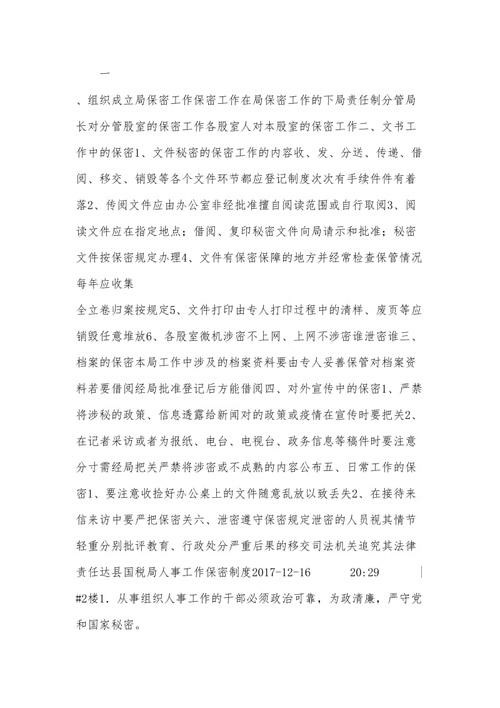 一
、组织成立局保密工作保密工作在局保密工作的下局责任制分管局
长对分管股室的保密工作各股室人对本股室的保密工作二、文书工
作中的保密1、文件秘密的保密工作的内容收、发、分送、传递、借
阅、移交、销毁等各个文件环节都应登记制度次次有手续件件有着
落2、传阅文件应由办公室非经批准擅自阅读范围或自行取阅3、阅
读文件应在指定地点；借阅、复印秘密文件向局请示和批准；秘密
文件按保密规定办理4、文件有保密保障的地方并经常检查保管情况
每年应收集
全立卷归案按规定5、文件打印由专人打印过程中的清样、废页等应
销毁任意堆放6、各股室微机涉密不上网、上网不涉密谁泄密谁三、
档案的保密本局工作中涉及的档案资料要由专人妥善保管对档案资
料若要借阅经局批准登记后方能借阅四、对外宣传中的保密1、严禁
将涉秘的政策、信息透露给新闻对的政策或疫情在宣传时要把关2、
在记者采访或者为报纸、电台、电视台、政务信息等稿件时要注意
分寸需经局把关严禁将涉密或不成熟的内容公布五、日常工作的保
密1、要注意收捡好办公桌上的文件随意乱放以致丢失2、在接待来
信来访中要严把保密关六、泄密遵守保密规定泄密的人员视其情节
轻重分别批评教育、行政处分严重后果的移交司法机关追究其法律
责任达县国税局人事工作保密制度2017-12-16 20:29 |
#2楼1．从事组织人事工作的干部必须政治可靠，为政清廉，严守党
和国家秘密。